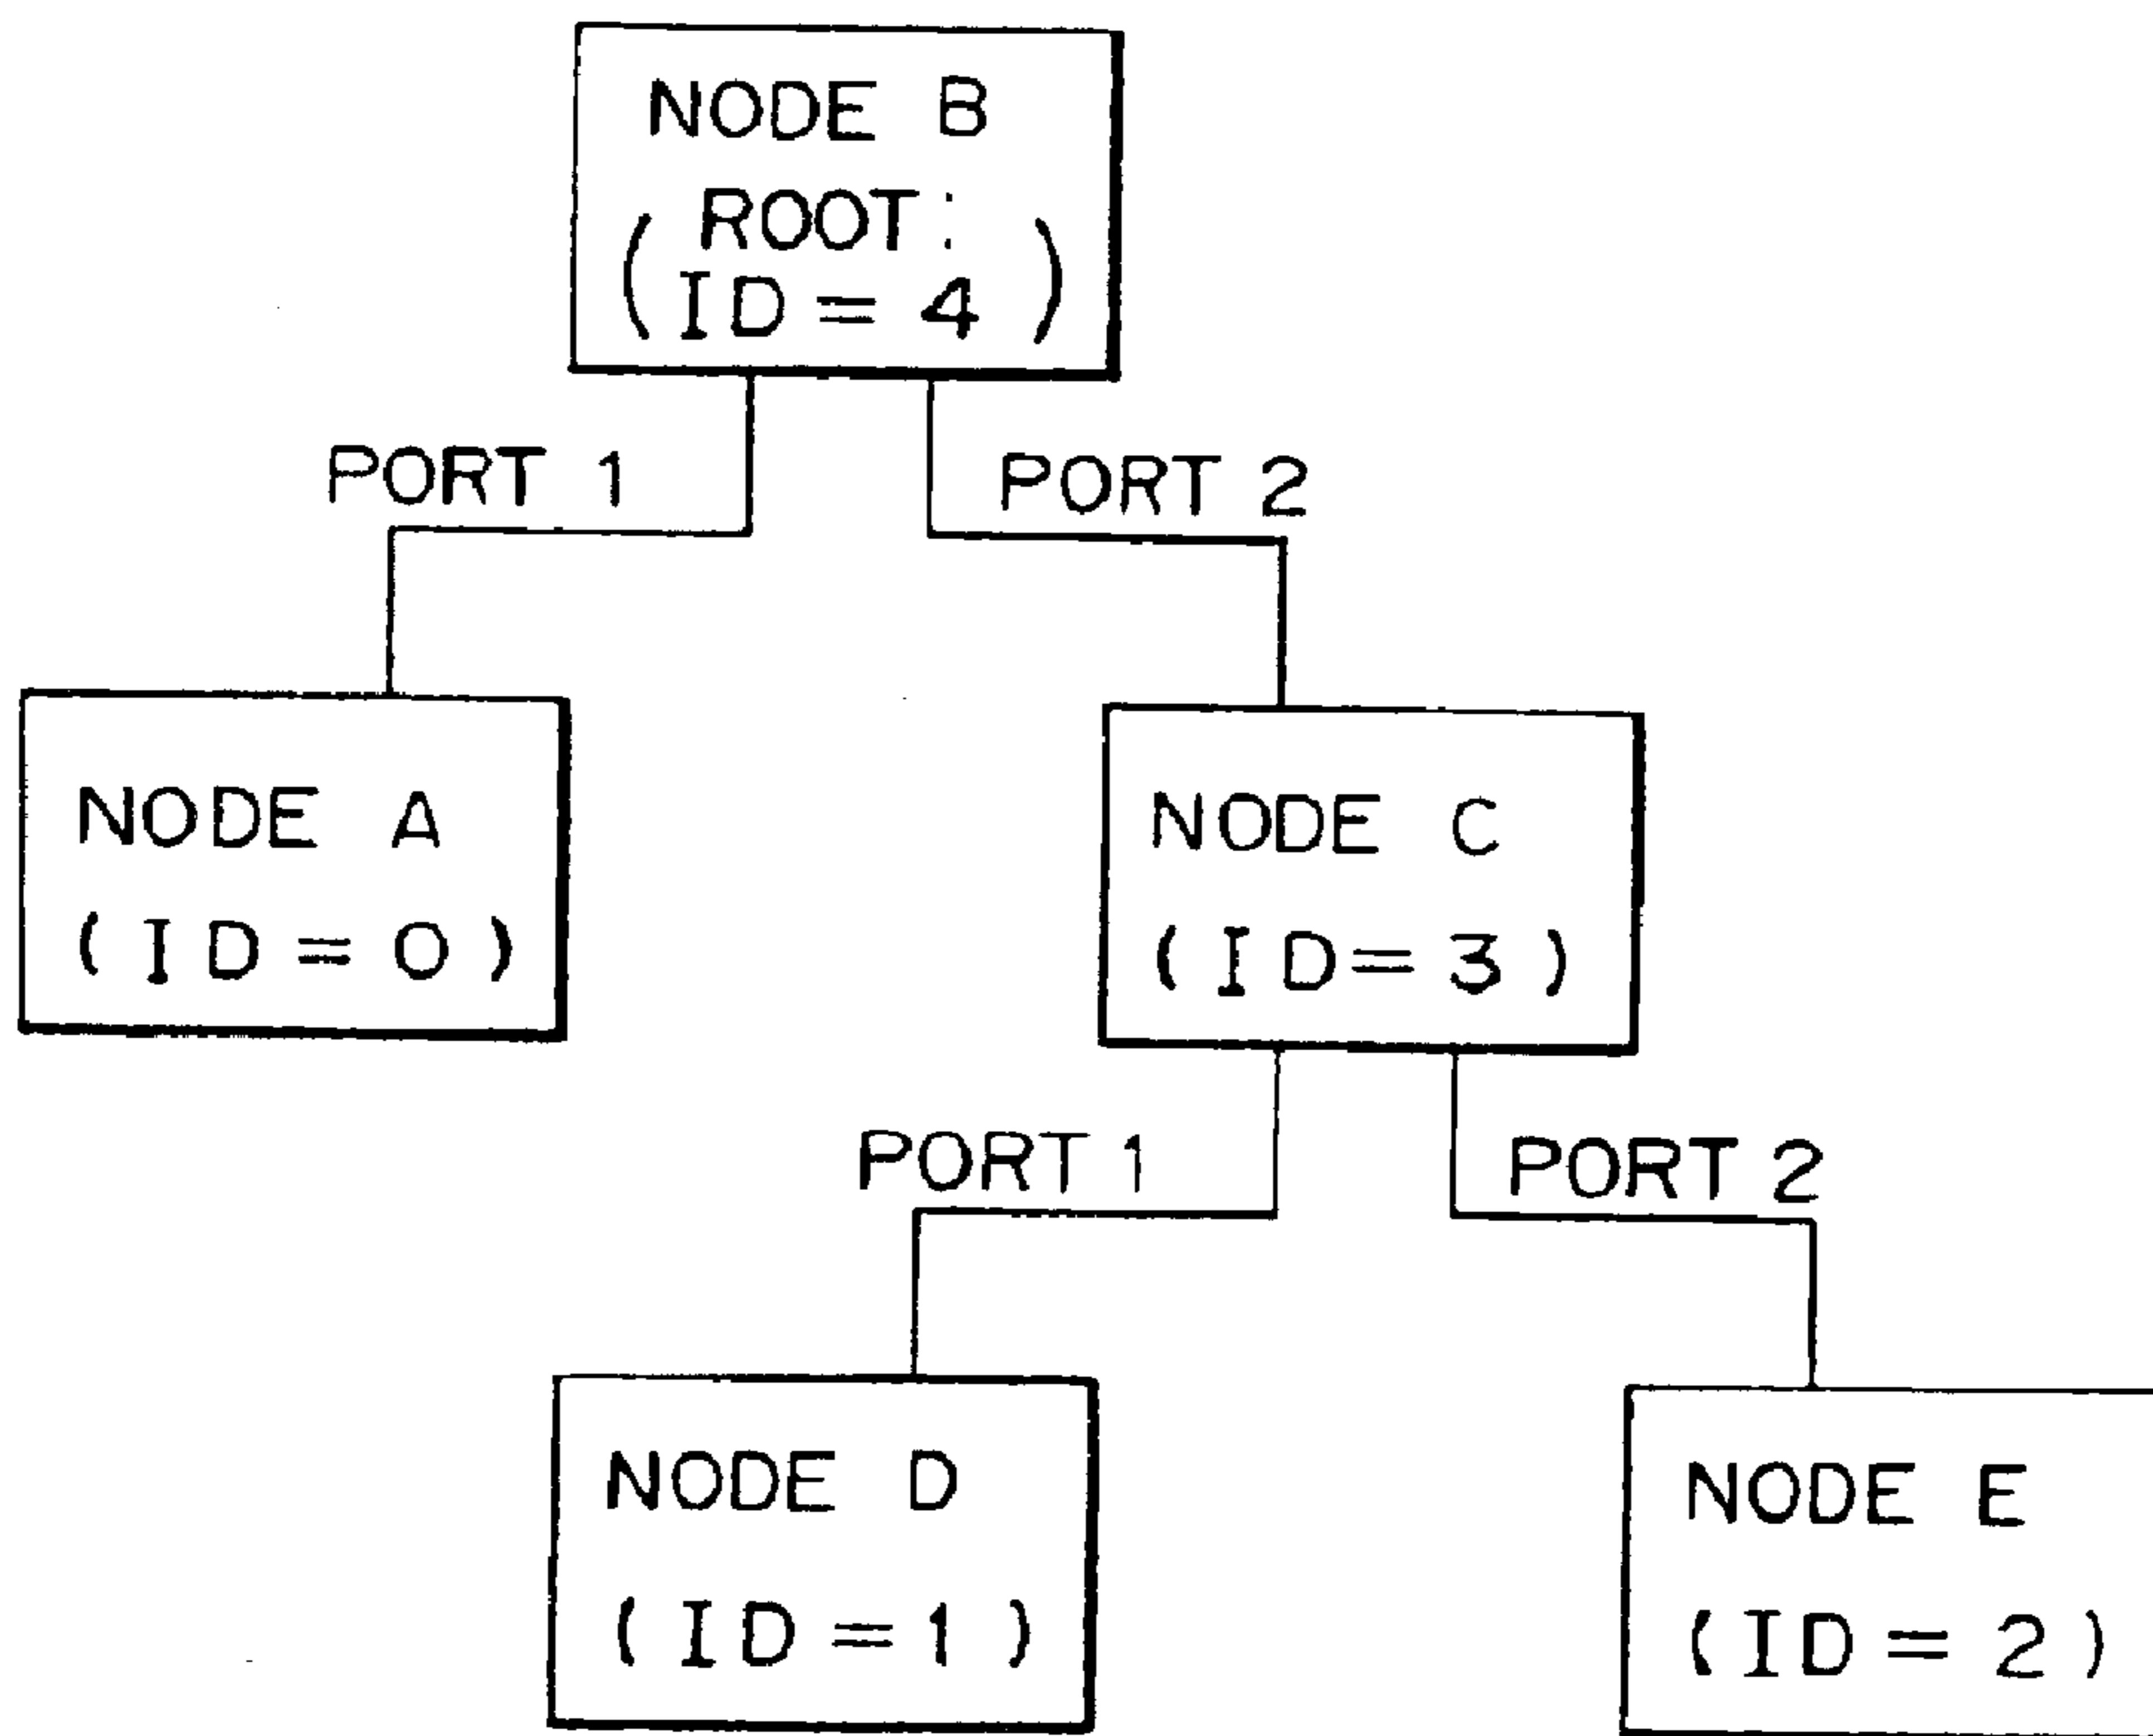 NODE B
ROOT:
(ID=4)
PORT 1
PORT 2
NODE A
(ID=0)
NODE C
(ID=3)
PORT 1
PORT 2
NODE D
(ID=1)
NODE E
(ID=2)